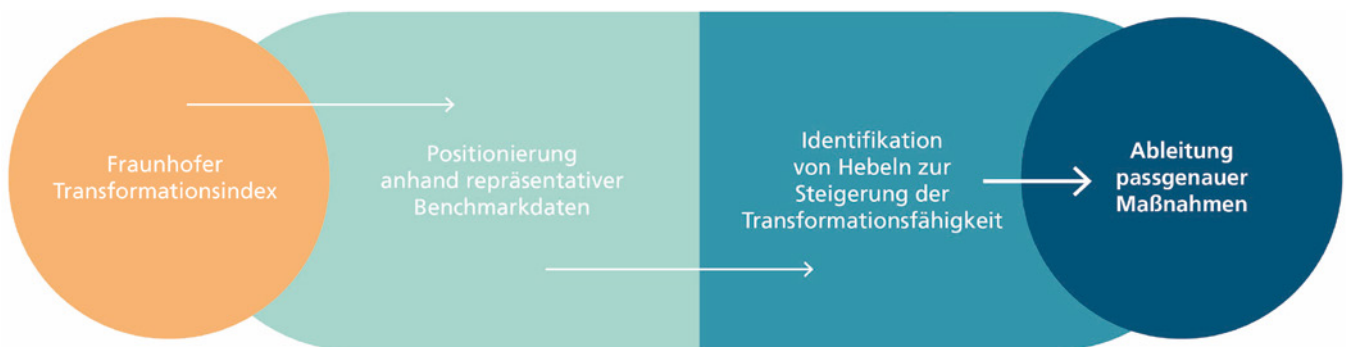 Fraunhofer
Transformationsindex
Positionierung
anhand repräsentativer
Benchmarkdaten
Identifikation
von Hebeln zur
Steigerung der
Transformationsfähigkeit
Ableitung
passgenauer
Maßnahmen